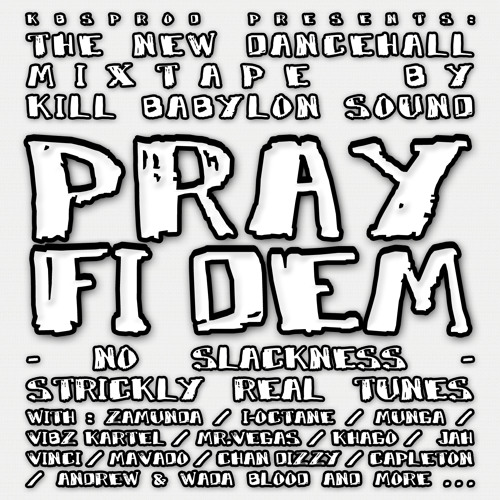 KBSPROD PRESENTS:
THE NEW DANCEHALL
MIXTAPE BY
KILL BABYLON SOUND
PRAY
FI DEM
- NO SLACKNESS -
STRICKLY REAL TUNES
WITH : ZAMUNDA / I-OCTANE / MUNGA /
VIBZ KARTEL / MR.VEGAS / KHAGO / JAH
VINCI / MAVADO / CHAN DIZZY / CAPLETON
/ ANDREW & WADA BLOOD AND MORE ...